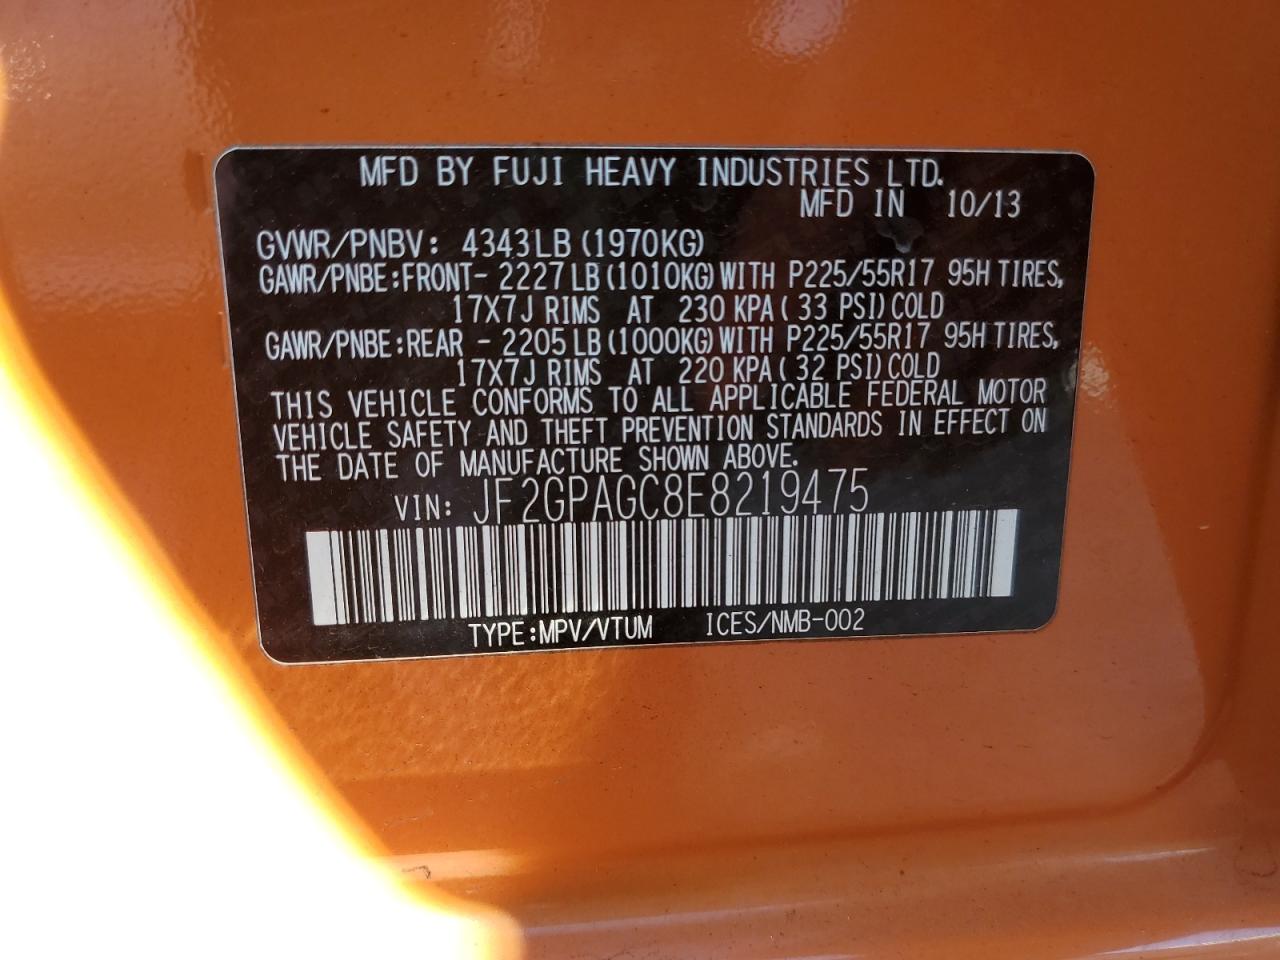 MFD BY FUJI HEAVY INDUSTRIES LTD.
MFD IN 10/13
GVWR/PNBV: 4343LB (1970KG)
GAWR/PNBE:FRONT- 2227LB (1010KG) WITH P225/55R17 95H TIRES,
17X7J RIMS AT 230 KPA ( 33 PSI) COLD
GAWR/PNBE:REAR - 2205LB (1000KG) WITH P225/55R17 95H TIRES,
17X7J RIMS AT 220 KPA ( 32 PSI) COLD
THIS VEHICLE CONFORMS TO ALL APPLICABLE FEDERAL MOTOR
VEHICLE SAFETY AND THEFT PREVENTION STANDARDS IN EFFECT ON
THE DATE OF MANUFACTURE SHOWN ABOVE.
VIN: JF2GPAGC8E8219475
TYPE:MPV/VTUM ICES/NMB-002